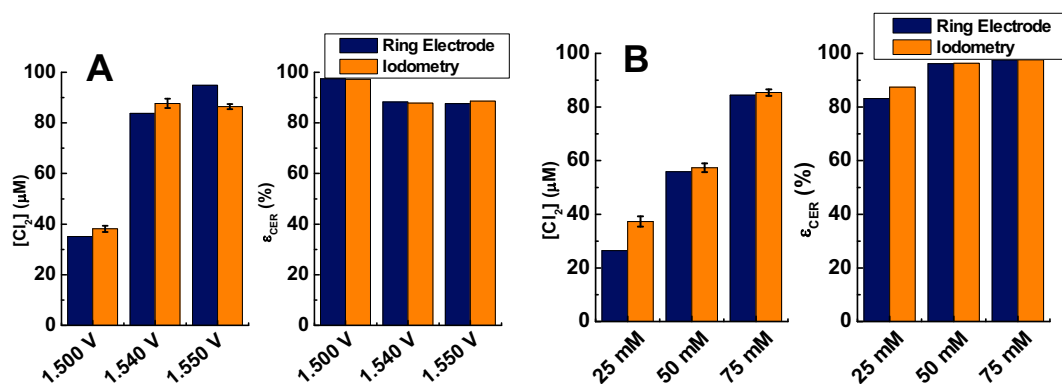 A
Ring Electrode
Iodometry
[Cl₂] (μM)
100
80
60
40
20
0
1.500 V
1.540 V
1.550 V
ε_CER (%)
100
80
60
40
20
0
1.500 V
1.540 V
1.550 V
B
Ring Electrode
Iodometry
[Cl₂] (μM)
100
80
60
40
20
0
25 mM
50 mM
75 mM
ε_CER (%)
100
80
60
40
20
0
25 mM
50 mM
75 mM